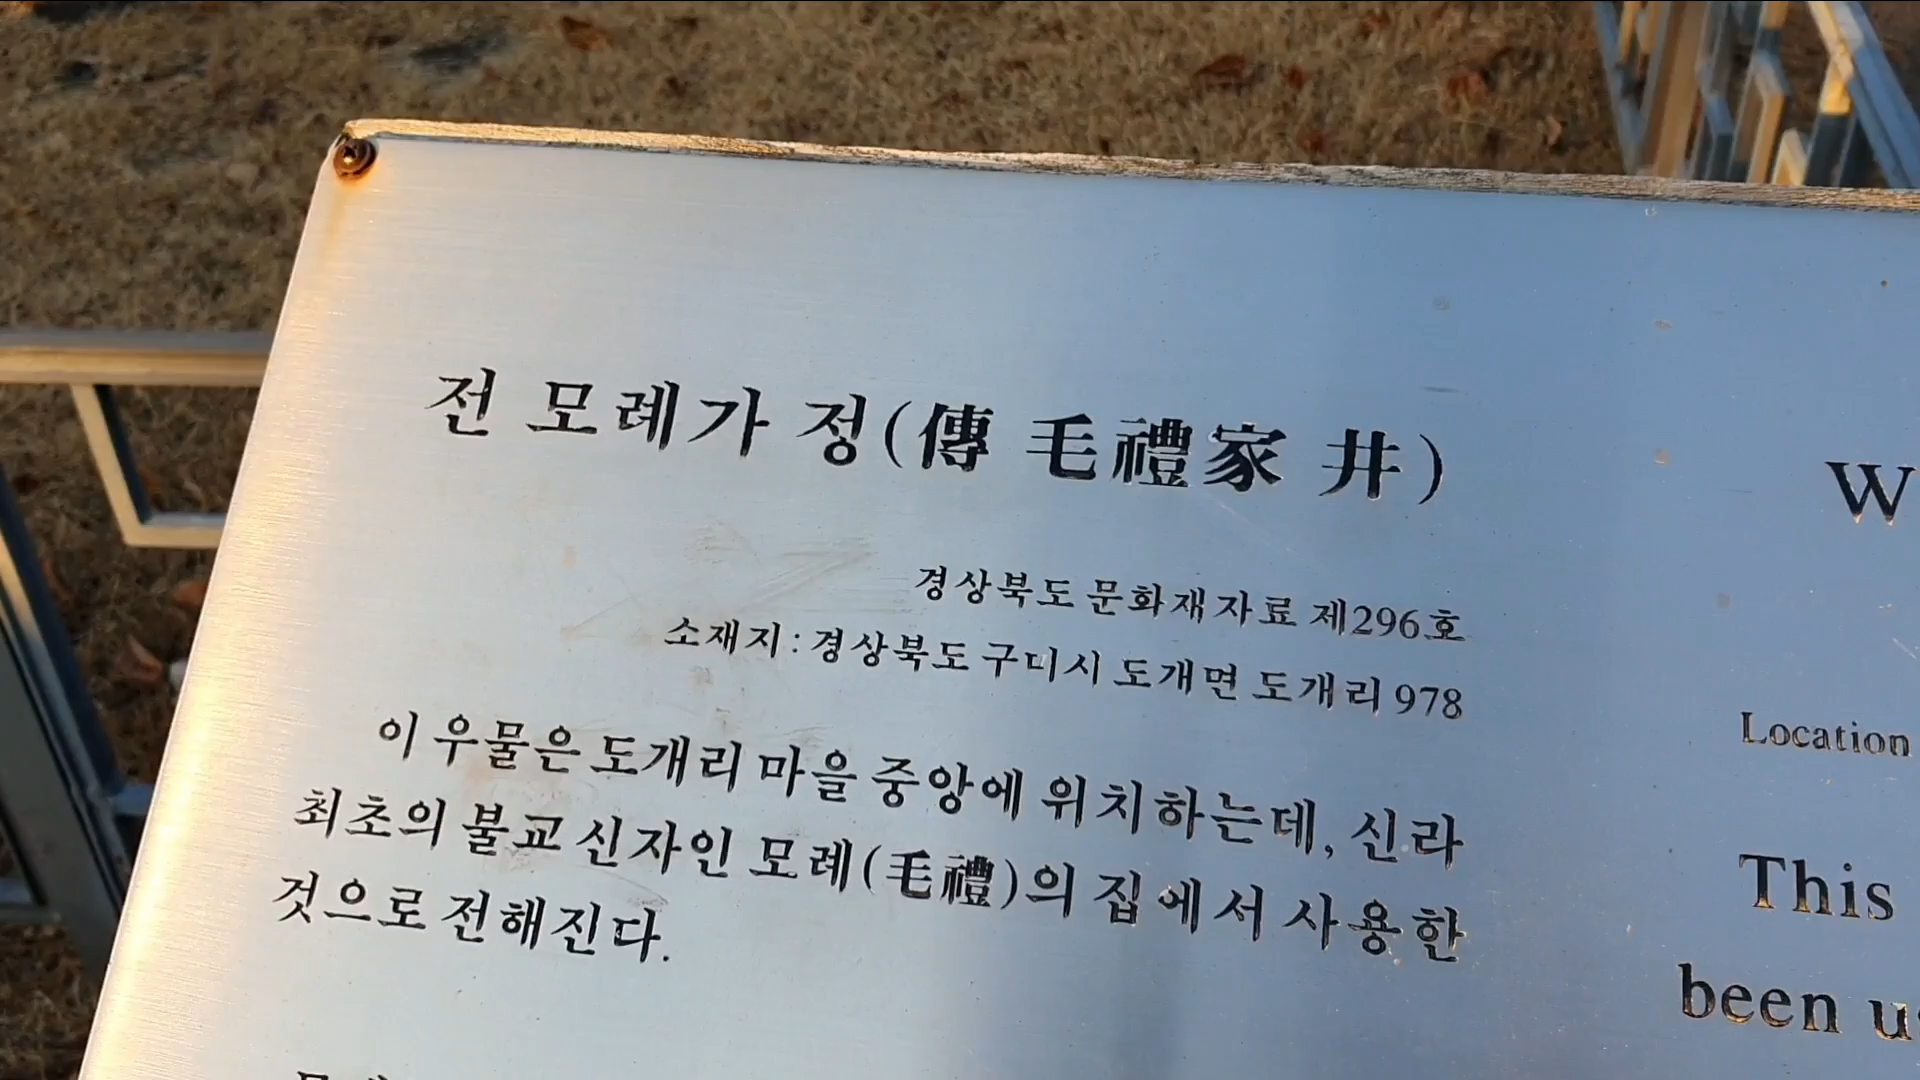 전 모레가 정(傳 毛禮家 井)
경상북도 문화재자료 제296호
소재지 : 경상북도 구미시 도개면 도개리 978
이 우물은 도개리 마을 중앙에 위치하는데, 신라
최초의 불교 신자인 모례(毛禮)의 집에서 사용한
것으로 전해진다.
W
Location
This
been